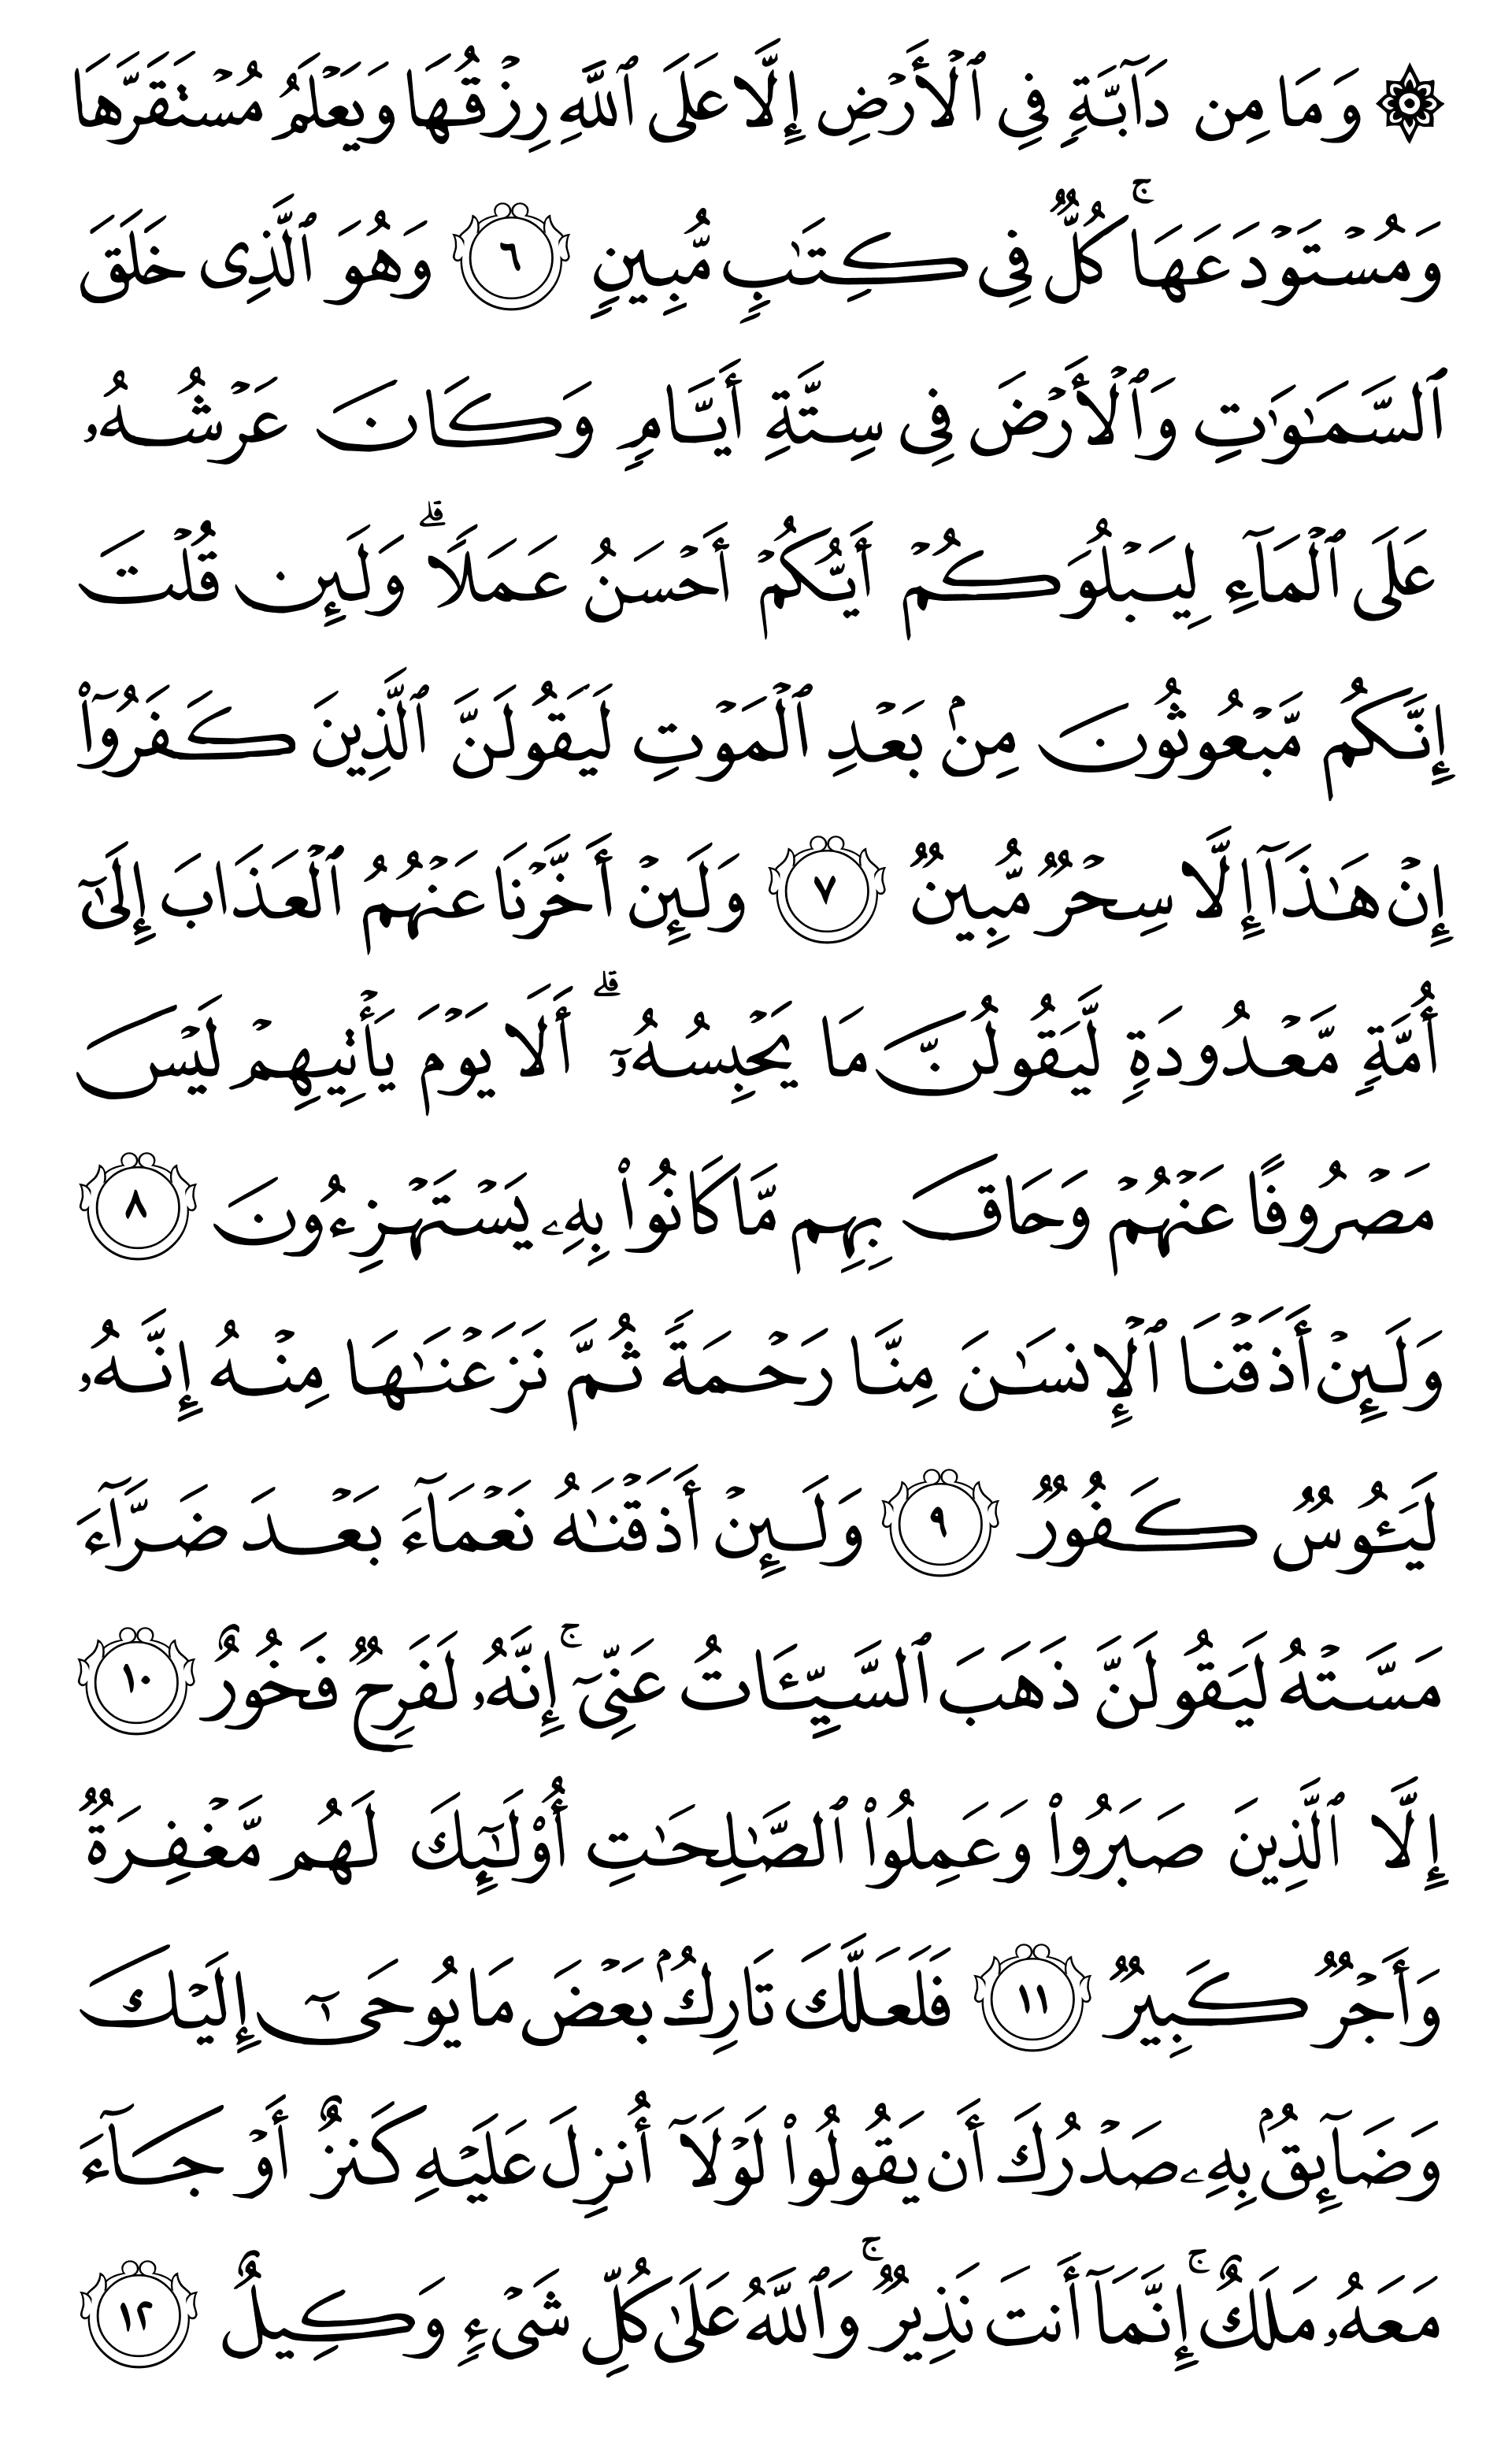 ۞ وَمَا مِن دَآبَّةٍ فِي ٱلۡأَرۡضِ إِلَّا عَلَى ٱللَّهِ رِزۡقُهَا وَيَعۡلَمُ مُسۡتَقَرَّهَا
وَمُسۡتَوۡدَعَهَاۚ كُلّٞ فِي كِتَٰبٖ مُّبِينٖ ٦ وَهُوَ ٱلَّذِي خَلَقَ
ٱلسَّمَٰوَٰتِ وَٱلۡأَرۡضَ فِي سِتَّةِ أَيَّامٖ وَكَانَ عَرۡشُهُۥ
عَلَى ٱلۡمَآءِ لِيَبۡلُوَكُمۡ أَيُّكُمۡ أَحۡسَنُ عَمَلٗاۗ وَلَئِن قُلۡتَ
إِنَّكُم مَّبۡعُوثُونَ مِنۢ بَعۡدِ ٱلۡمَوۡتِ لَيَقُولَنَّ ٱلَّذِينَ كَفَرُوٓاْ
إِنۡ هَٰذَآ إِلَّا سِحۡرٞ مُّبِينٞ ٧ وَلَئِنۡ أَخَّرۡنَا عَنۡهُمُ ٱلۡعَذَابَ إِلَىٰٓ
أُمَّةٖ مَّعۡدُودَةٖ لَّيَقُولُنَّ مَا يَحۡبِسُهُۥٓۗ أَلَا يَوۡمَ يَأۡتِيهِمۡ لَيۡسَ
مَصۡرُوفًا عَنۡهُمۡ وَحَاقَ بِهِم مَّا كَانُواْ بِهِۦ يَسۡتَهۡزِءُونَ ٨
وَلَئِنۡ أَذَقۡنَا ٱلۡإِنسَٰنَ مِنَّا رَحۡمَةٗ ثُمَّ نَزَعۡنَٰهَا مِنۡهُ إِنَّهُۥ
لَيَـُٔوسٞ كَفُورٞ ٩ وَلَئِنۡ أَذَقۡنَٰهُ نَعۡمَآءَ بَعۡدَ ضَرَّآءَ
مَسَّتۡهُ لَيَقُولَنَّ ذَهَبَ ٱلسَّيِّـَٔاتُ عَنِّيٓۚ إِنَّهُۥ لَفَرِحٞ فَخُورٌ ١٠
إِلَّا ٱلَّذِينَ صَبَرُواْ وَعَمِلُواْ ٱلصَّٰلِحَٰتِ أُوْلَٰٓئِكَ لَهُم مَّغۡفِرَةٞ
وَأَجۡرٞ كَبِيرٞ ١١ فَلَعَلَّكَ تَارِكُۢ بَعۡضَ مَا يُوحَىٰٓ إِلَيۡكَ
وَضَآئِقُۢ بِهِۦ صَدۡرُكَ أَن يَقُولُواْ لَوۡلَآ أُنزِلَ عَلَيۡهِ كَنزٌ أَوۡ جَآءَ
مَعَهُۥ مَلَكٌۚ إِنَّمَآ أَنتَ نَذِيرٞۚ وَٱللَّهُ عَلَىٰ كُلِّ شَيۡءٖ وَكِيلٌ ١٢